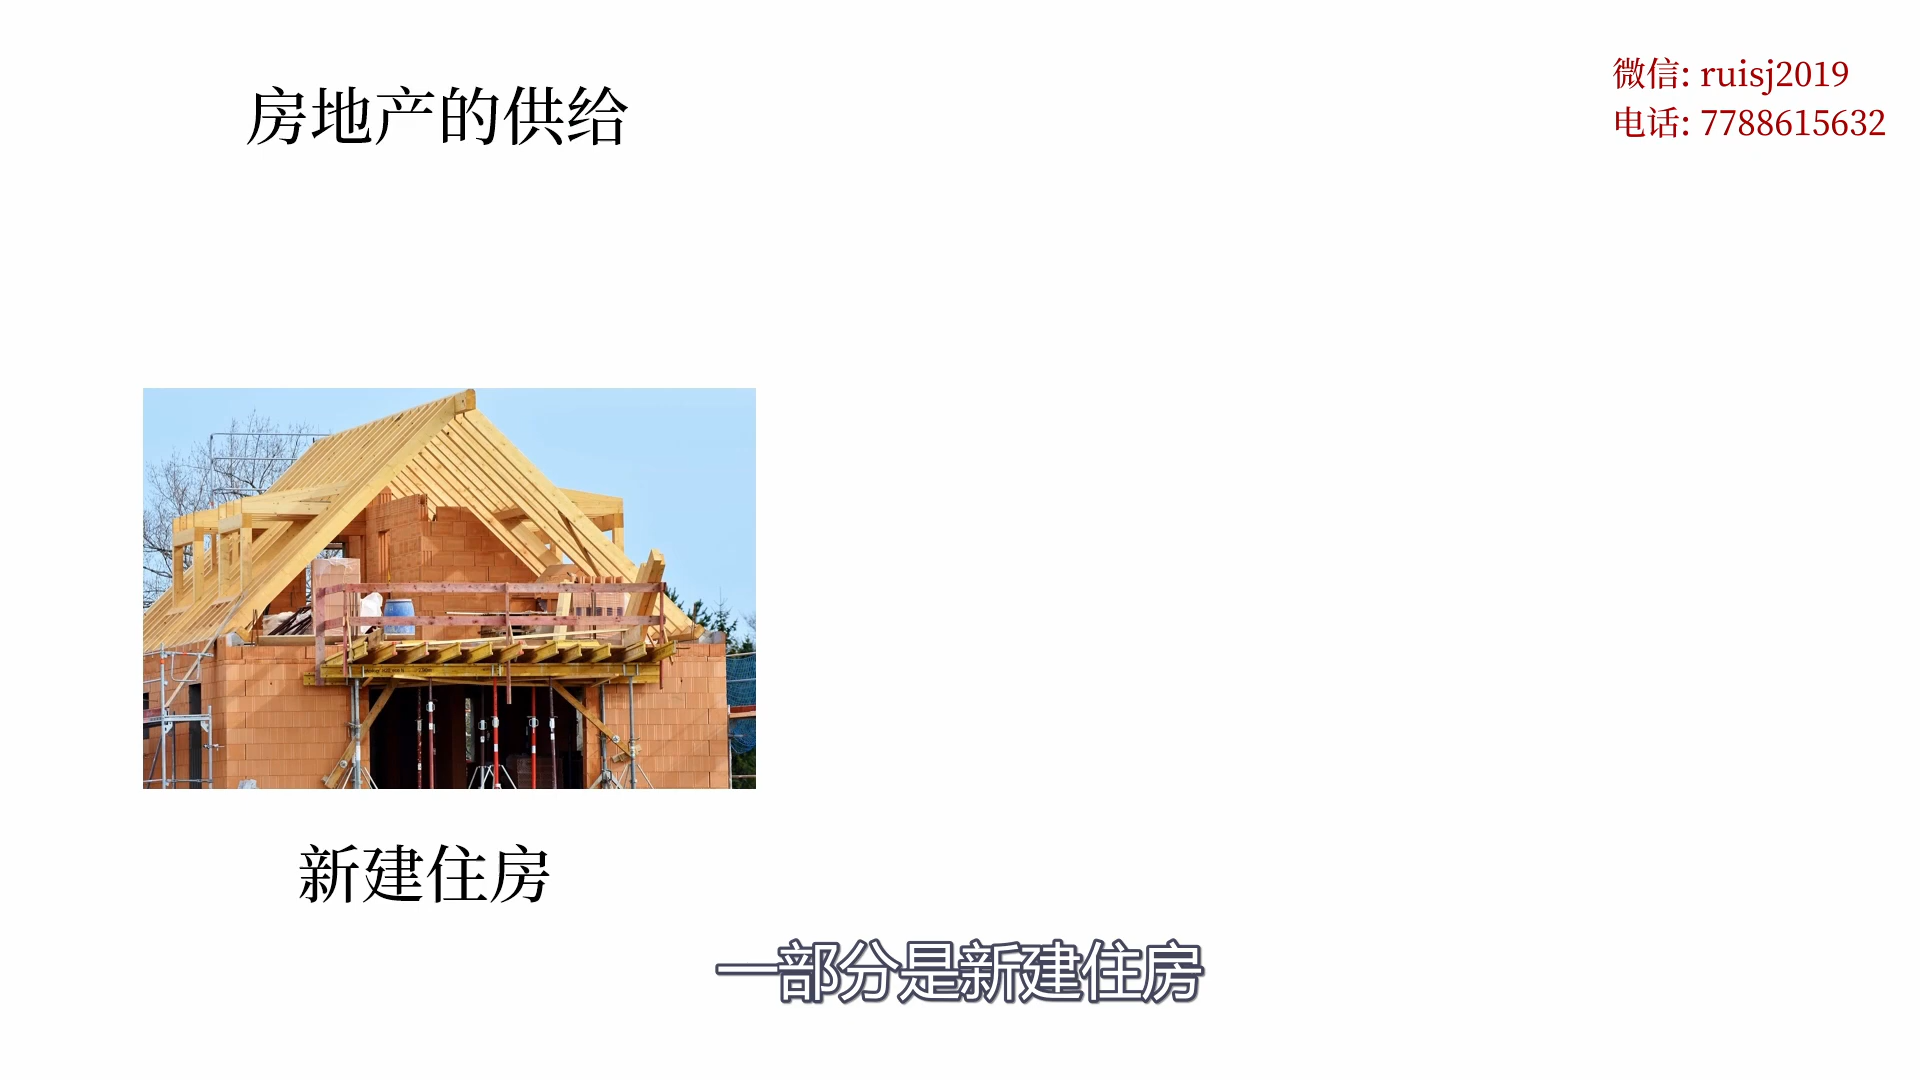 房地产的供给
微信: ruisj2019
电话: 7788615632
新建住房
一部分是新建住房